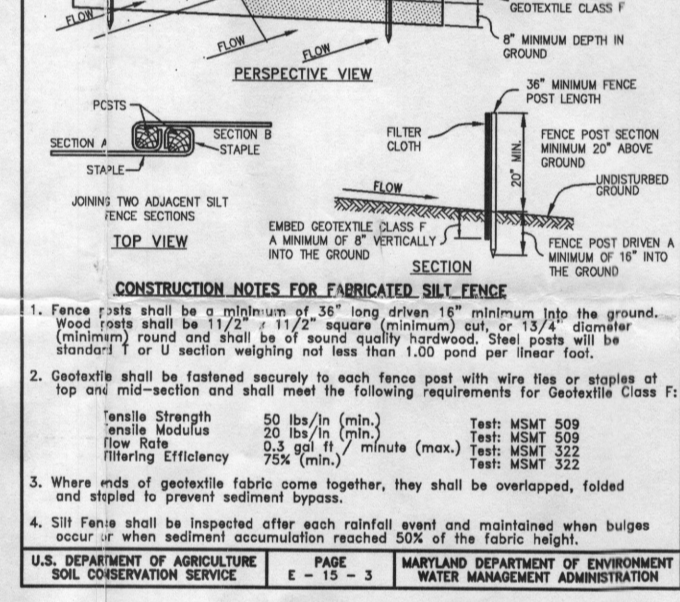 GEOTEXTILE CLASS F
FLOW
FLOW
FLOW
8" MINIMUM DEPTH IN
GROUND
PERSPECTIVE VIEW
36" MINIMUM FENCE
POST LENGTH
POSTS
SECTION A
SECTION B
STAPLE
STAPLE
FILTER
CLOTH
20" MIN.
FENCE POST SECTION
MINIMUM 20" ABOVE
GROUND
UNDISTURBED
GROUND
FLOW
JOINING TWO ADJACENT SILT
FENCE SECTIONS
TOP VIEW
EMBED GEOTEXTILE CLASS F
A MINIMUM OF 8" VERTICALLY
INTO THE GROUND
FENCE POST DRIVEN A
MINIMUM OF 16" INTO
THE GROUND
SECTION
CONSTRUCTION NOTES FOR FABRICATED SILT FENCE
1. Fence posts shall be a minimum of 36" long driven 16" minimum into the ground.
Wood posts shall be 11/2" x 11/2" square (minimum) cut, or 13/4" diameter
(minimum) round and shall be of sound quality hardwood. Steel posts will be
standard T or U section weighing not less than 1.00 pond per linear foot.
2. Geotextile shall be fastened securely to each fence post with wire ties or staples at
top and mid-section and shall meet the following requirements for Geotextile Class F:
Tensile Strength 50 lbs/in (min.) Test: MSMT 509
Tensile Modulus 20 lbs/in (min.) Test: MSMT 509
Flow Rate 0.3 gal ft / minute (max.) Test: MSMT 322
Filtering Efficiency 75% (min.) Test: MSMT 322
3. Where ends of geotextile fabric come together, they shall be overlapped, folded
and stapled to prevent sediment bypass.
4. Silt Fence shall be inspected after each rainfall event and maintained when bulges
occur or when sediment accumulation reached 50% of the fabric height.
U.S. DEPARTMENT OF AGRICULTURE
SOIL CONSERVATION SERVICE
PAGE
E - 15 - 3
MARYLAND DEPARTMENT OF ENVIRONMENT
WATER MANAGEMENT ADMINISTRATION